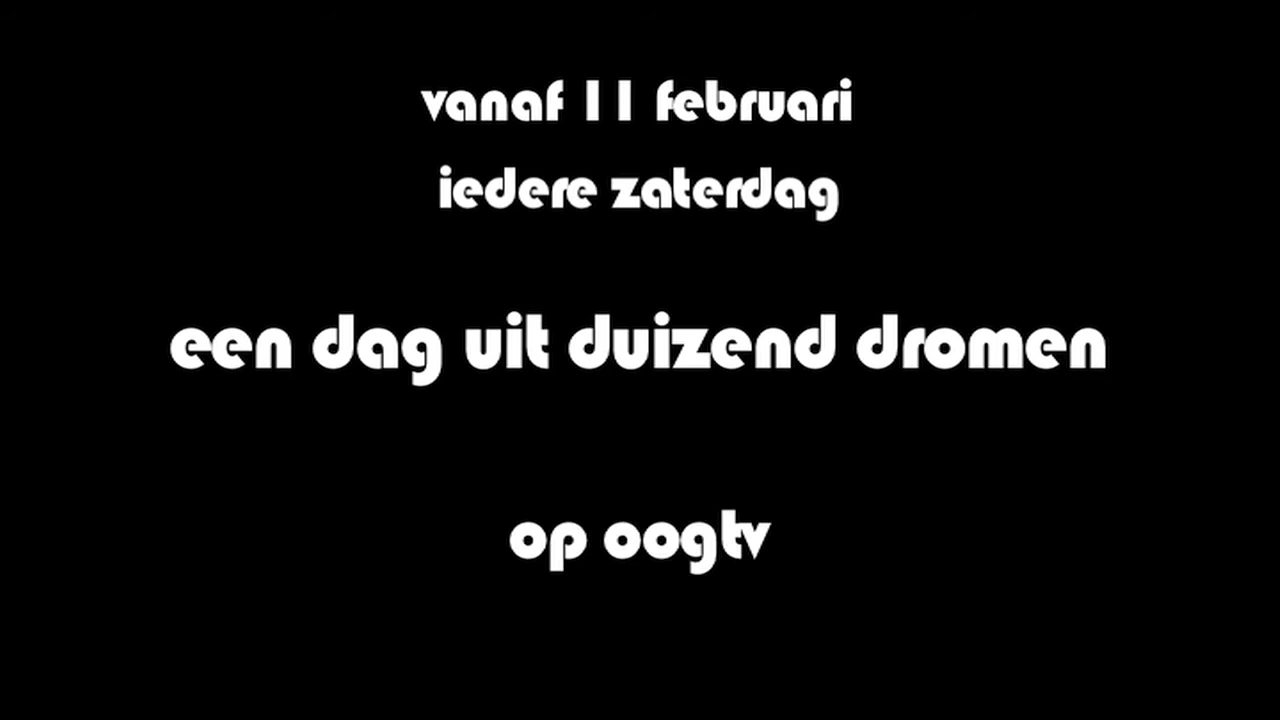 vanaf 11 februari
iedere zaterdag
een dag uit duizend dromen
op oogtv